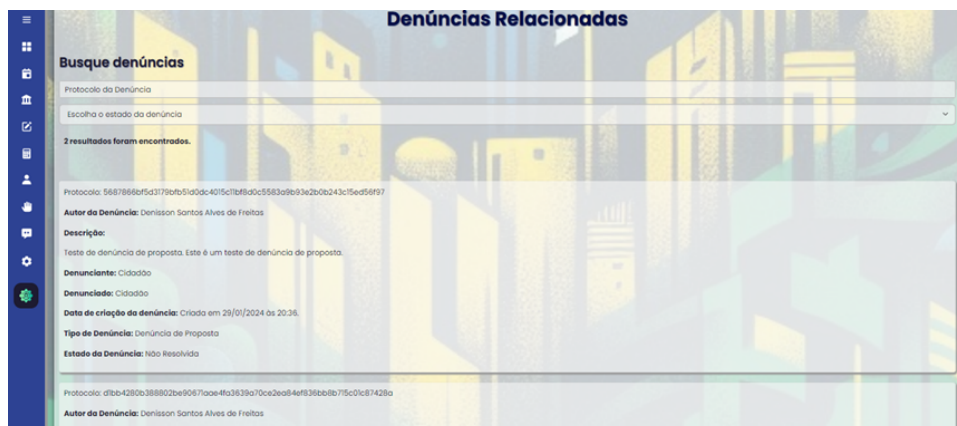 Denúncias Relacionadas
Busque denúncias
Protocolo da Denúncia
Escolha o estado da denúncia
2 resultados foram encontrados.
Protocolo: 5687866bf5d3179bfb51d0dc4015c11bf8d0c5583a9b93e2b0b243c15ed56f97
Autor da Denúncia: Denisson Santos Alves de Freitas
Descrição:
Teste de denúncia de proposta. Este é um teste de denúncia de proposta.
Denunciante: Cidadão
Denunciado: Cidadão
Data de criação da denúncia: Criada em 29/01/2024 às 20:36.
Tipo de Denúncia: Denúncia de Proposta
Estado da Denúncia: Não Resolvida
Protocolo: d1bb4280b388802be90671aae4fa3639a70ce2ea84ef836bb8b715c01c87428a
Autor da Denúncia: Denisson Santos Alves de Freitas